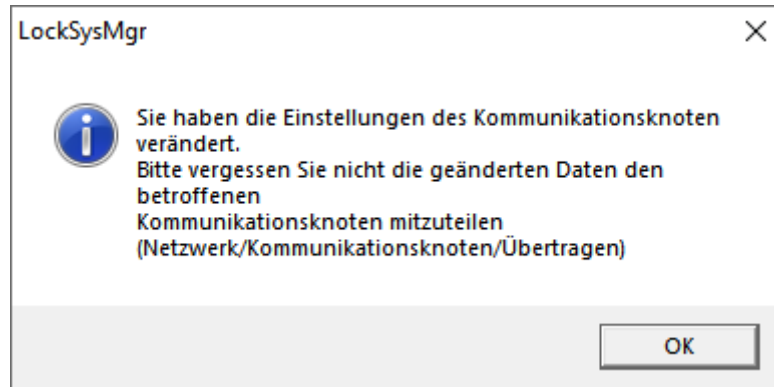 LockSysMgr
Sie haben die Einstellungen des Kommunikationsknoten
verändert.
Bitte vergessen Sie nicht die geänderten Daten den
betroffenen
Kommunikationsknoten mitzuteilen
(Netzwerk/Kommunikationsknoten/Übertragen)
OK